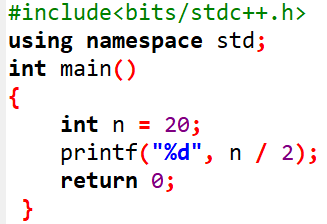 #include<bits/stdc++.h>
using namespace std;
int main()
{
    int n = 20;
    printf("%d", n / 2);
    return 0;
 }